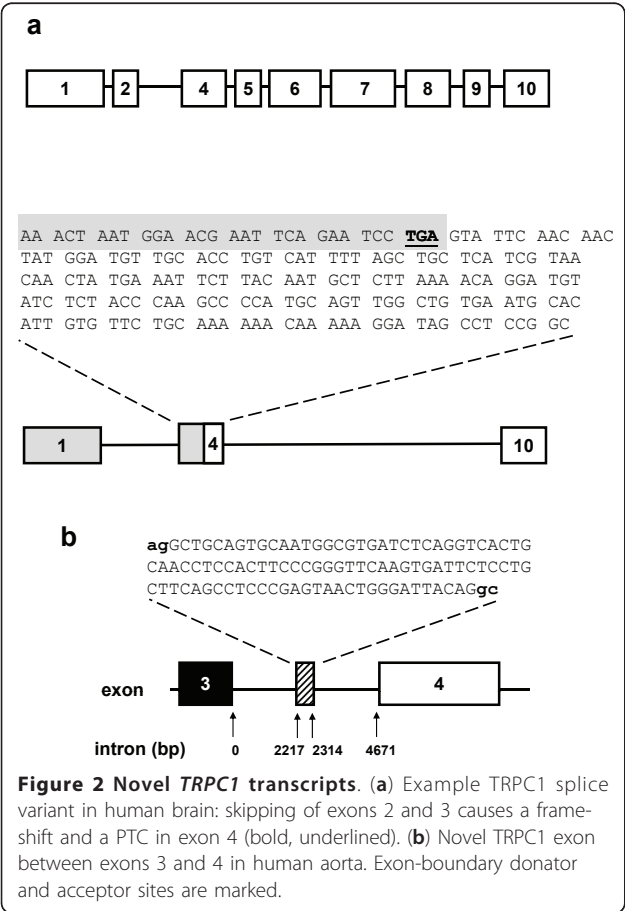 a
1 2 4 5 6 7 8 9 10
AA ACT AAT GGA ACG AAT TCA GAA TCC TGA GTA TTC AAC AAC
TAT GGA TGT TGC ACC TGT CAT TTT AGC TGC TCA TCG TAA
CAA CTA TGA AAT TCT TAC AAT GCT CTT AAA ACA GGA TGT
ATC TCT ACC CAA GCC CCA TGC AGT TGG CTG TGA ATG CAC
ATT GTG TTC TGC AAA AAA CAA AAA GGA TAG CCT CCG GC
1 4 10
b
agGCTGCAGTGCAATGGCGTGATCTCAGGTCACTG
CAACCTCCACTTCCCGGGTTCAAGTGATTCTCCTG
CTTCAGCCTCCCGAGTAACTGGGATTACAGgc
exon 3 4
intron (bp) 0 2217 2314 4671
Figure 2 Novel TRPC1 transcripts. (a) Example TRPC1 splice
variant in human brain: skipping of exons 2 and 3 causes a frame-
shift and a PTC in exon 4 (bold, underlined). (b) Novel TRPC1 exon
between exons 3 and 4 in human aorta. Exon-boundary donator
and acceptor sites are marked.